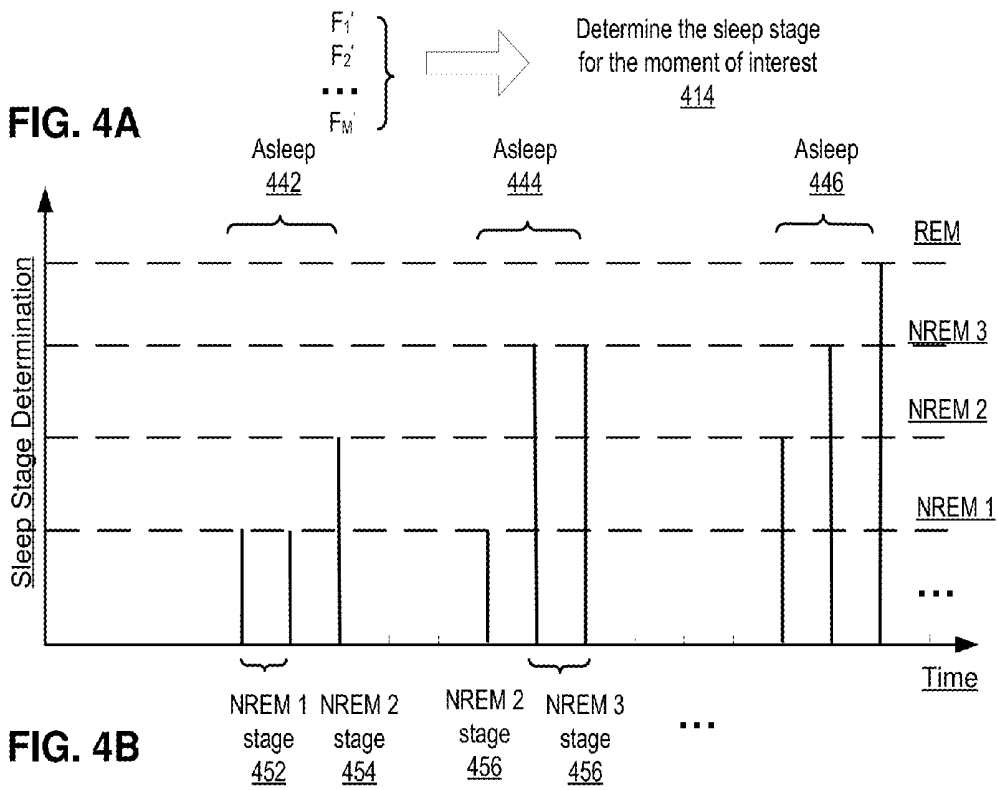 F1'
F2'
...
FM'
Determine the sleep stage
for the moment of interest
414
FIG. 4A
Asleep
442
Asleep
444
Asleep
446
Sleep Stage Determination
REM
NREM 3
NREM 2
NREM 1
...
Time
NREM 1
stage
452
NREM 2
stage
454
NREM 2
stage
456
NREM 3
stage
456
...
FIG. 4B